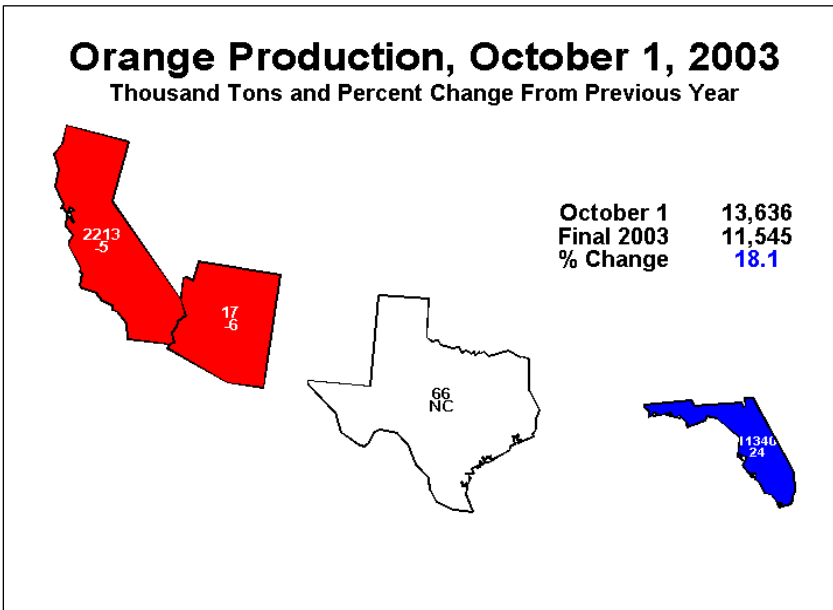 Orange Production, October 1, 2003
Thousand Tons and Percent Change From Previous Year
October 1 13,636
Final 2003 11,545
% Change 18.1
2213
-5
17
-6
66
NC
11340
24